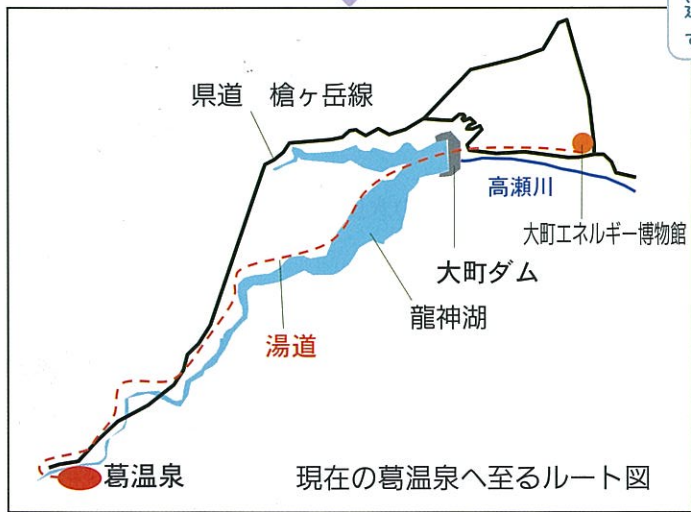 県道 槍ヶ岳線
高瀬川
大町エネルギー博物館
大町ダム
龍神湖
湯道
葛温泉
現在の葛温泉へ至るルート図